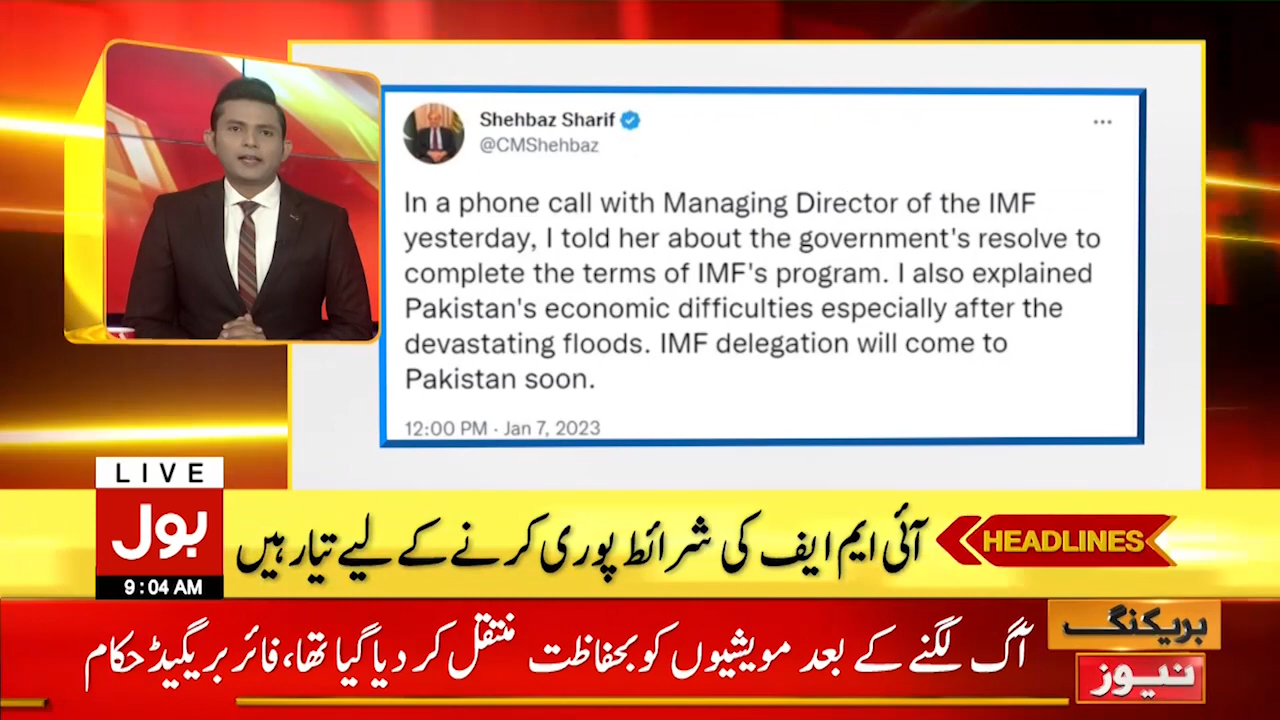 Shehbaz Sharif
@CMShehbaz
In a phone call with Managing Director of the IMF
yesterday, I told her about the government's resolve to
complete the terms of IMF's program. I also explained
Pakistan's economic difficulties especially after the
devastating floods. IMF delegation will come to
Pakistan soon.
12:00 PM · Jan 7, 2023
LIVE
بول
9:04 AM
HEADLINES
آئی ایم ایف کی شرائط پوری کرنے کے لیے تیار ہیں
بریکنگ
نیوز
آگ لگنے کے بعد مویشیوں کو بحفاظت منتقل کر دیا گیا تھا، فائر بریگیڈ حکام